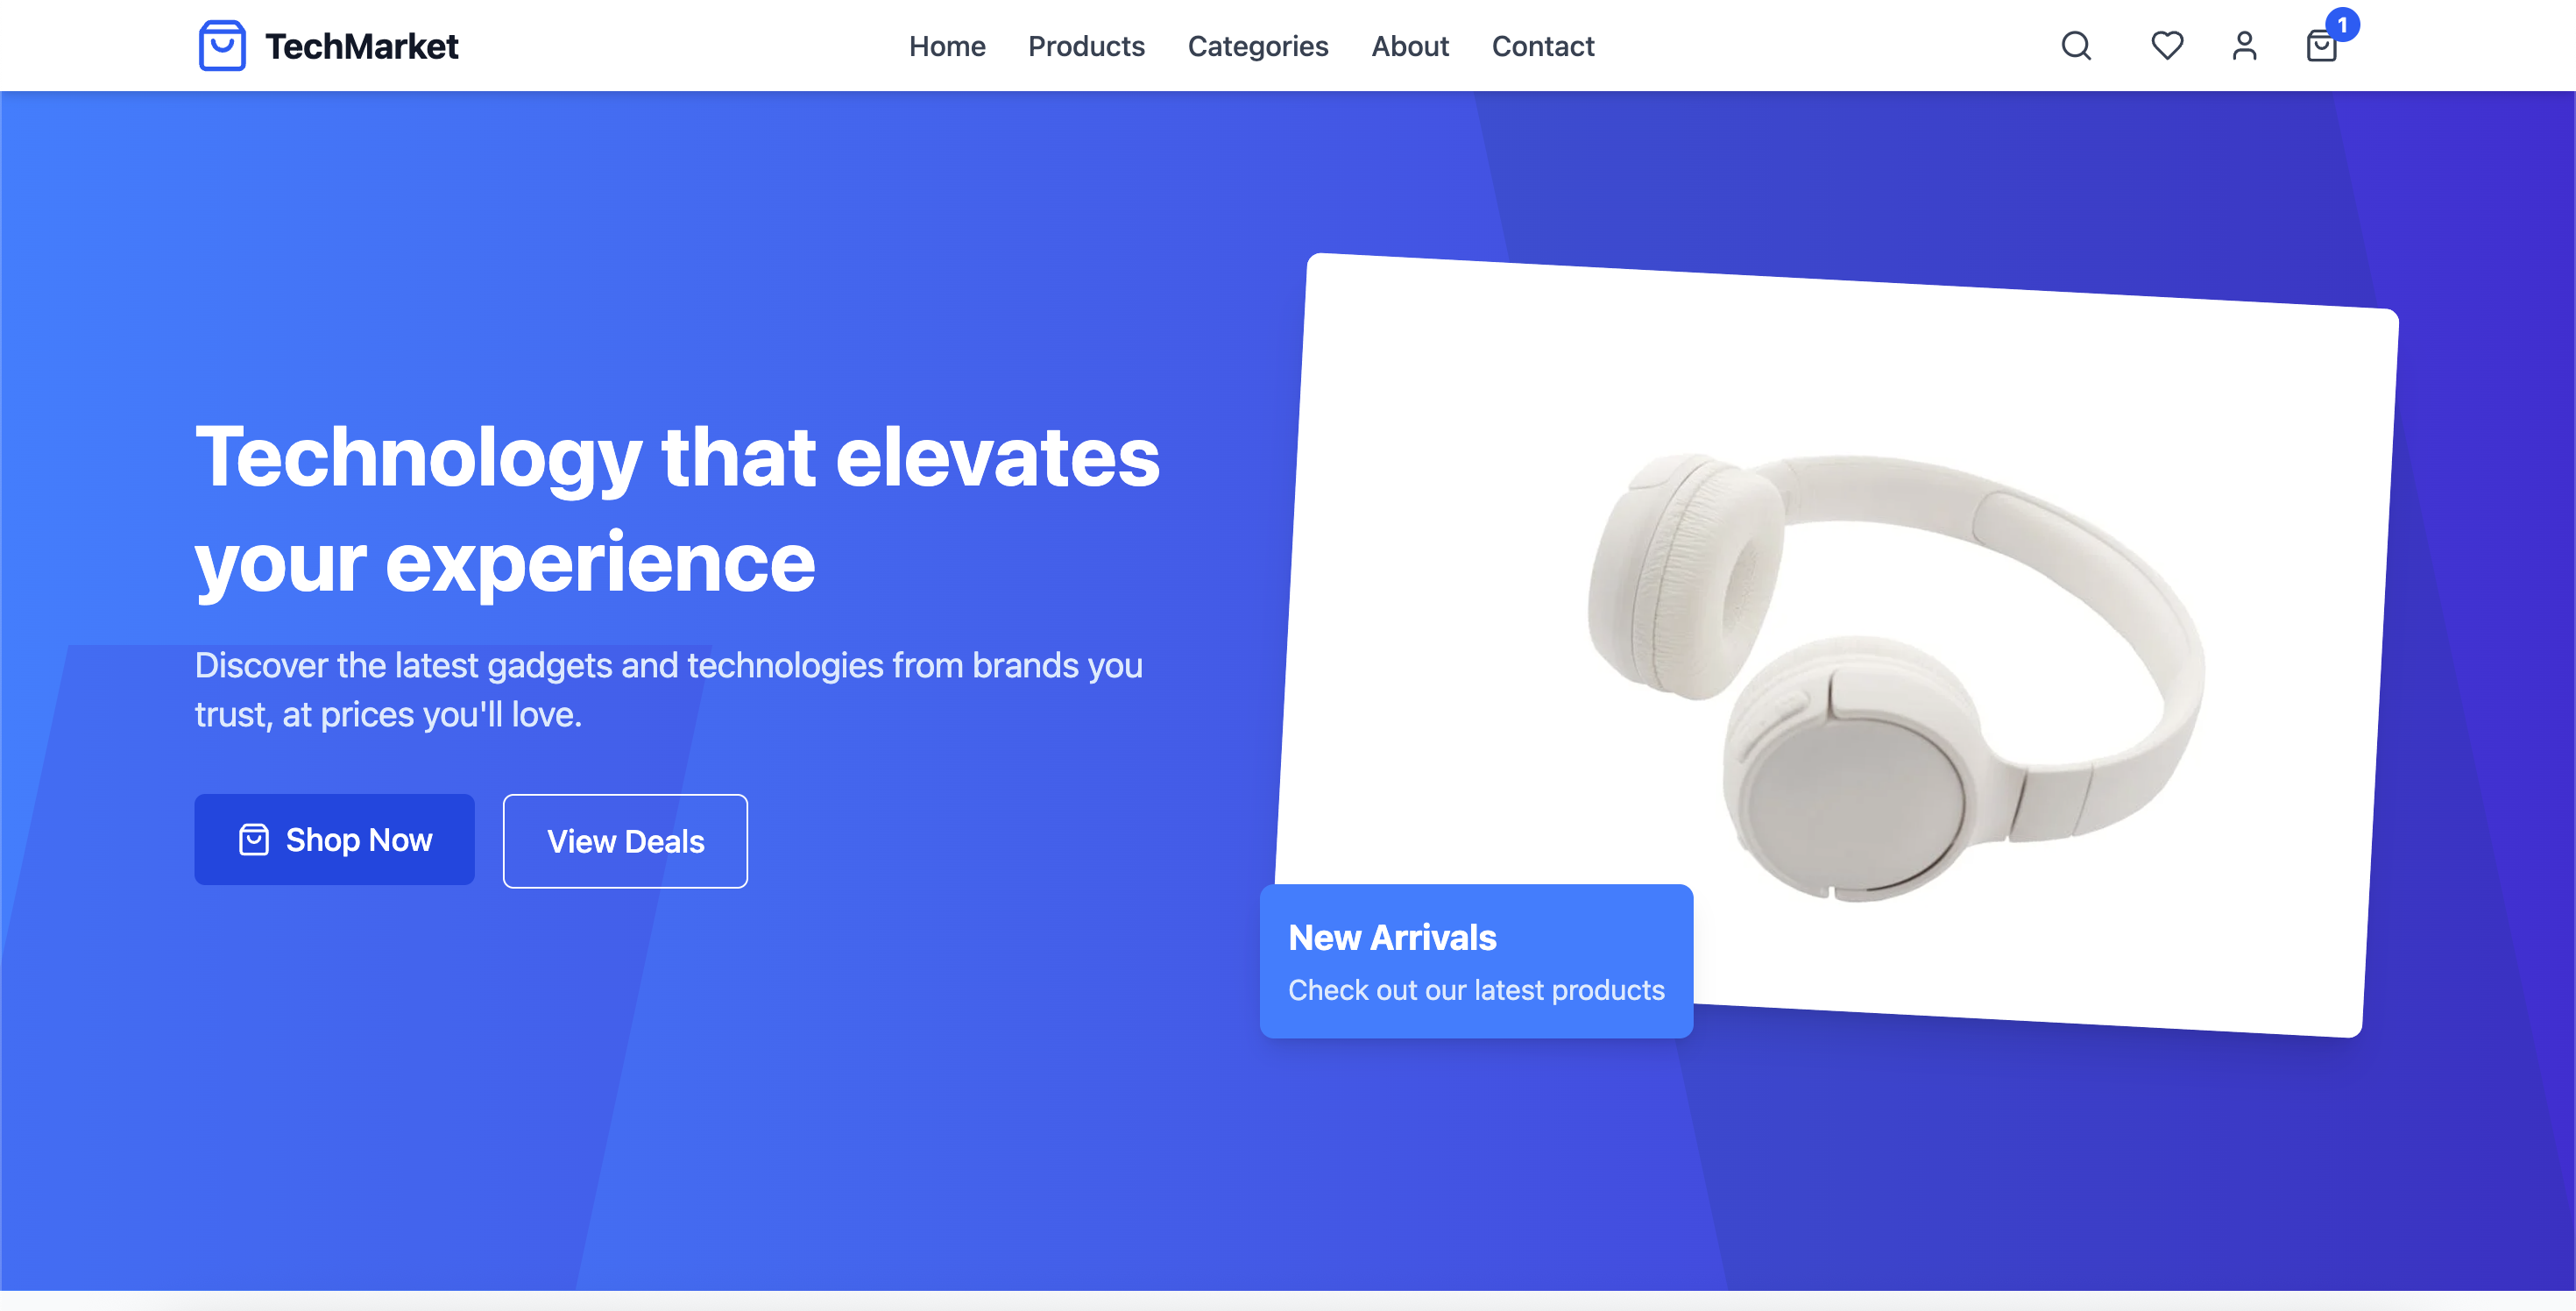 TechMarket
Home
Products
Categories
About
Contact
1
Technology that elevates
your experience
Discover the latest gadgets and technologies from brands you
trust, at prices you'll love.
Shop Now
View Deals
New Arrivals
Check out our latest products